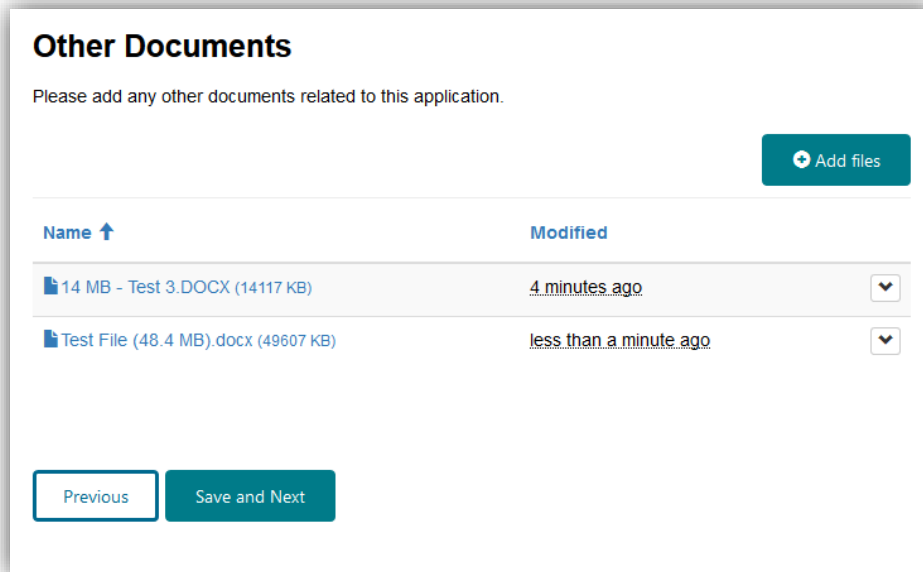 Other Documents
Please add any other documents related to this application.
Add files
Name Modified
14 MB - Test 3.DOCX (14117 KB) 4 minutes ago
Test File (48.4 MB).docx (49607 KB) less than a minute ago
Previous Save and Next